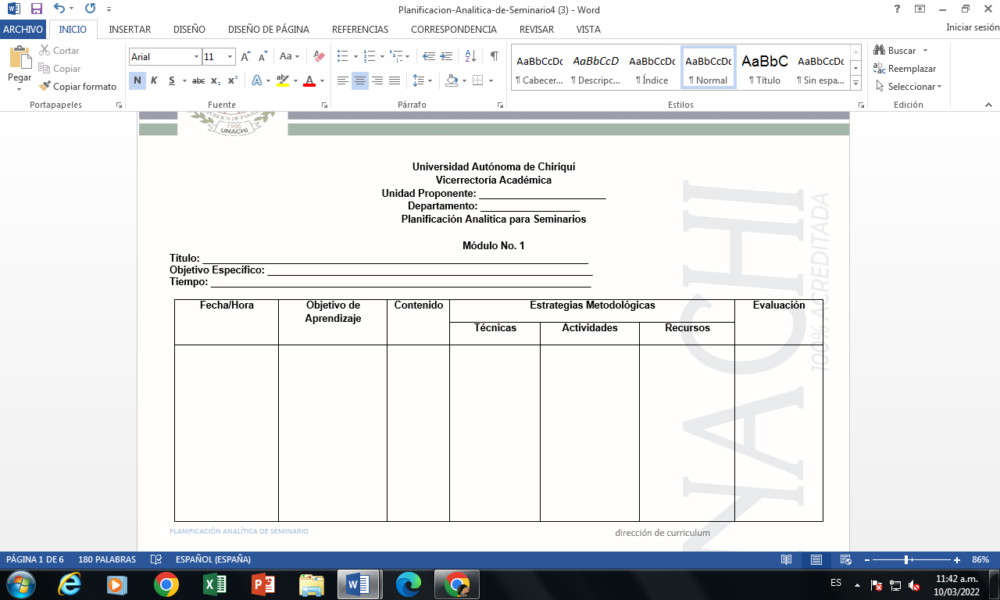 Planificacion-Analitica-de-Seminario4 (3) - Word
ARCHIVO INICIO INSERTAR DISEÑO DISEÑO DE PÁGINA REFERENCIAS CORRESPONDENCIA REVISAR VISTA
Iniciar sesión
Pegar
Cortar
Copiar
Copiar formato
Portapapeles
Arial 11
N K S abc x₂ x²
Fuente
Párrafo
AaBbCcDc AaBbCcD AaBbCcDc AaBbCcDc AaBbC AaBbCcDc
¶ Cabecer... ¶ Descripc... ¶ Índice ¶ Normal ¶ Título ¶ Sin espa...
Estilos
Buscar
Reemplazar
Seleccionar
Edición
UNACHI
Universidad Autónoma de Chiriquí
Vicerrectoría Académica
Unidad Proponente: ______________________
Departamento: _________________
Planificación Analítica para Seminarios
Módulo No. 1
Título: ___________________________________________________________________
Objetivo Específico: ________________________________________________________
Tiempo: __________________________________________________________________
Fecha/Hora Objetivo de Aprendizaje Contenido Estrategias Metodológicas Evaluación
Técnicas Actividades Recursos
NACHI
100% ACREDITADA
PLANIFICACIÓN ANALÍTICA DE SEMINARIO
dirección de curriculum
PÁGINA 1 DE 6 180 PALABRAS ESPAÑOL (ESPAÑA) 86%
ES
11:42 a.m.
10/03/2022